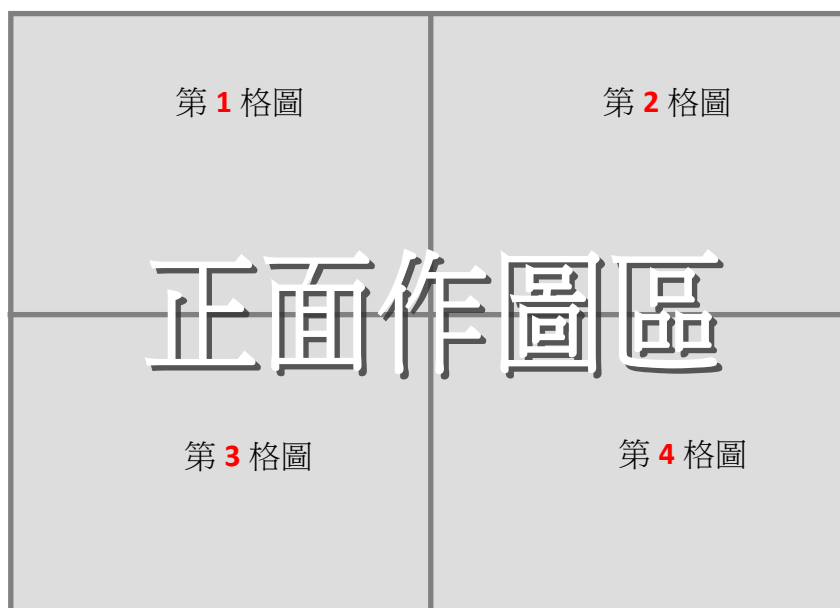 第 1 格圖
第 2 格圖
正面作圖區
第 3 格圖
第 4 格圖